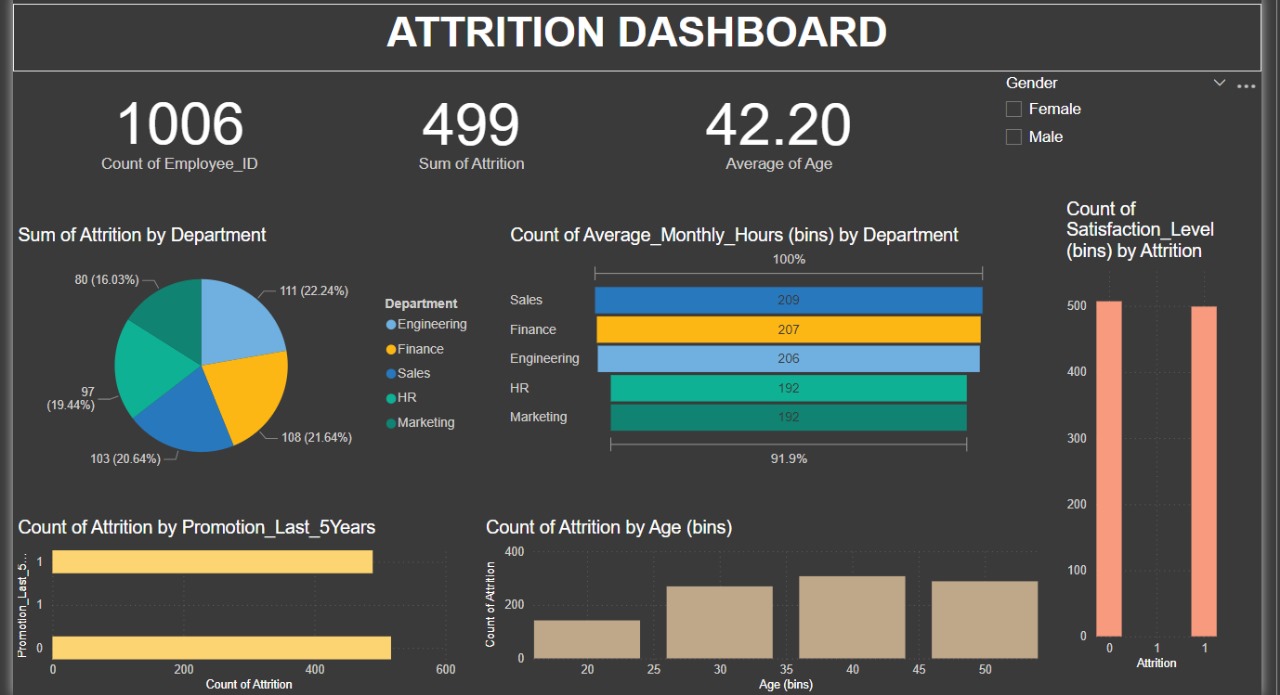 ATTRITION DASHBOARD
1006
Count of Employee_ID
499
Sum of Attrition
42.20
Average of Age
Gender
Female
Male
Sum of Attrition by Department
80 (16.03%)
111 (22.24%)
97
(19.44%)
108 (21.64%)
103 (20.64%)
Department
Engineering
Finance
Sales
HR
Marketing
Count of Average_Monthly_Hours (bins) by Department
100%
Sales
209
Finance
207
Engineering
206
HR
192
Marketing
192
91.9%
Count of
Satisfaction_Level
(bins) by Attrition
500
400
300
200
100
0
0 1 1
Attrition
Count of Attrition by Promotion_Last_5Years
Promotion_Last_5...
1
1
0
0 200 400 600
Count of Attrition
Count of Attrition by Age (bins)
Count of Attrition
400
200
0
20 25 30 35 40 45 50
Age (bins)